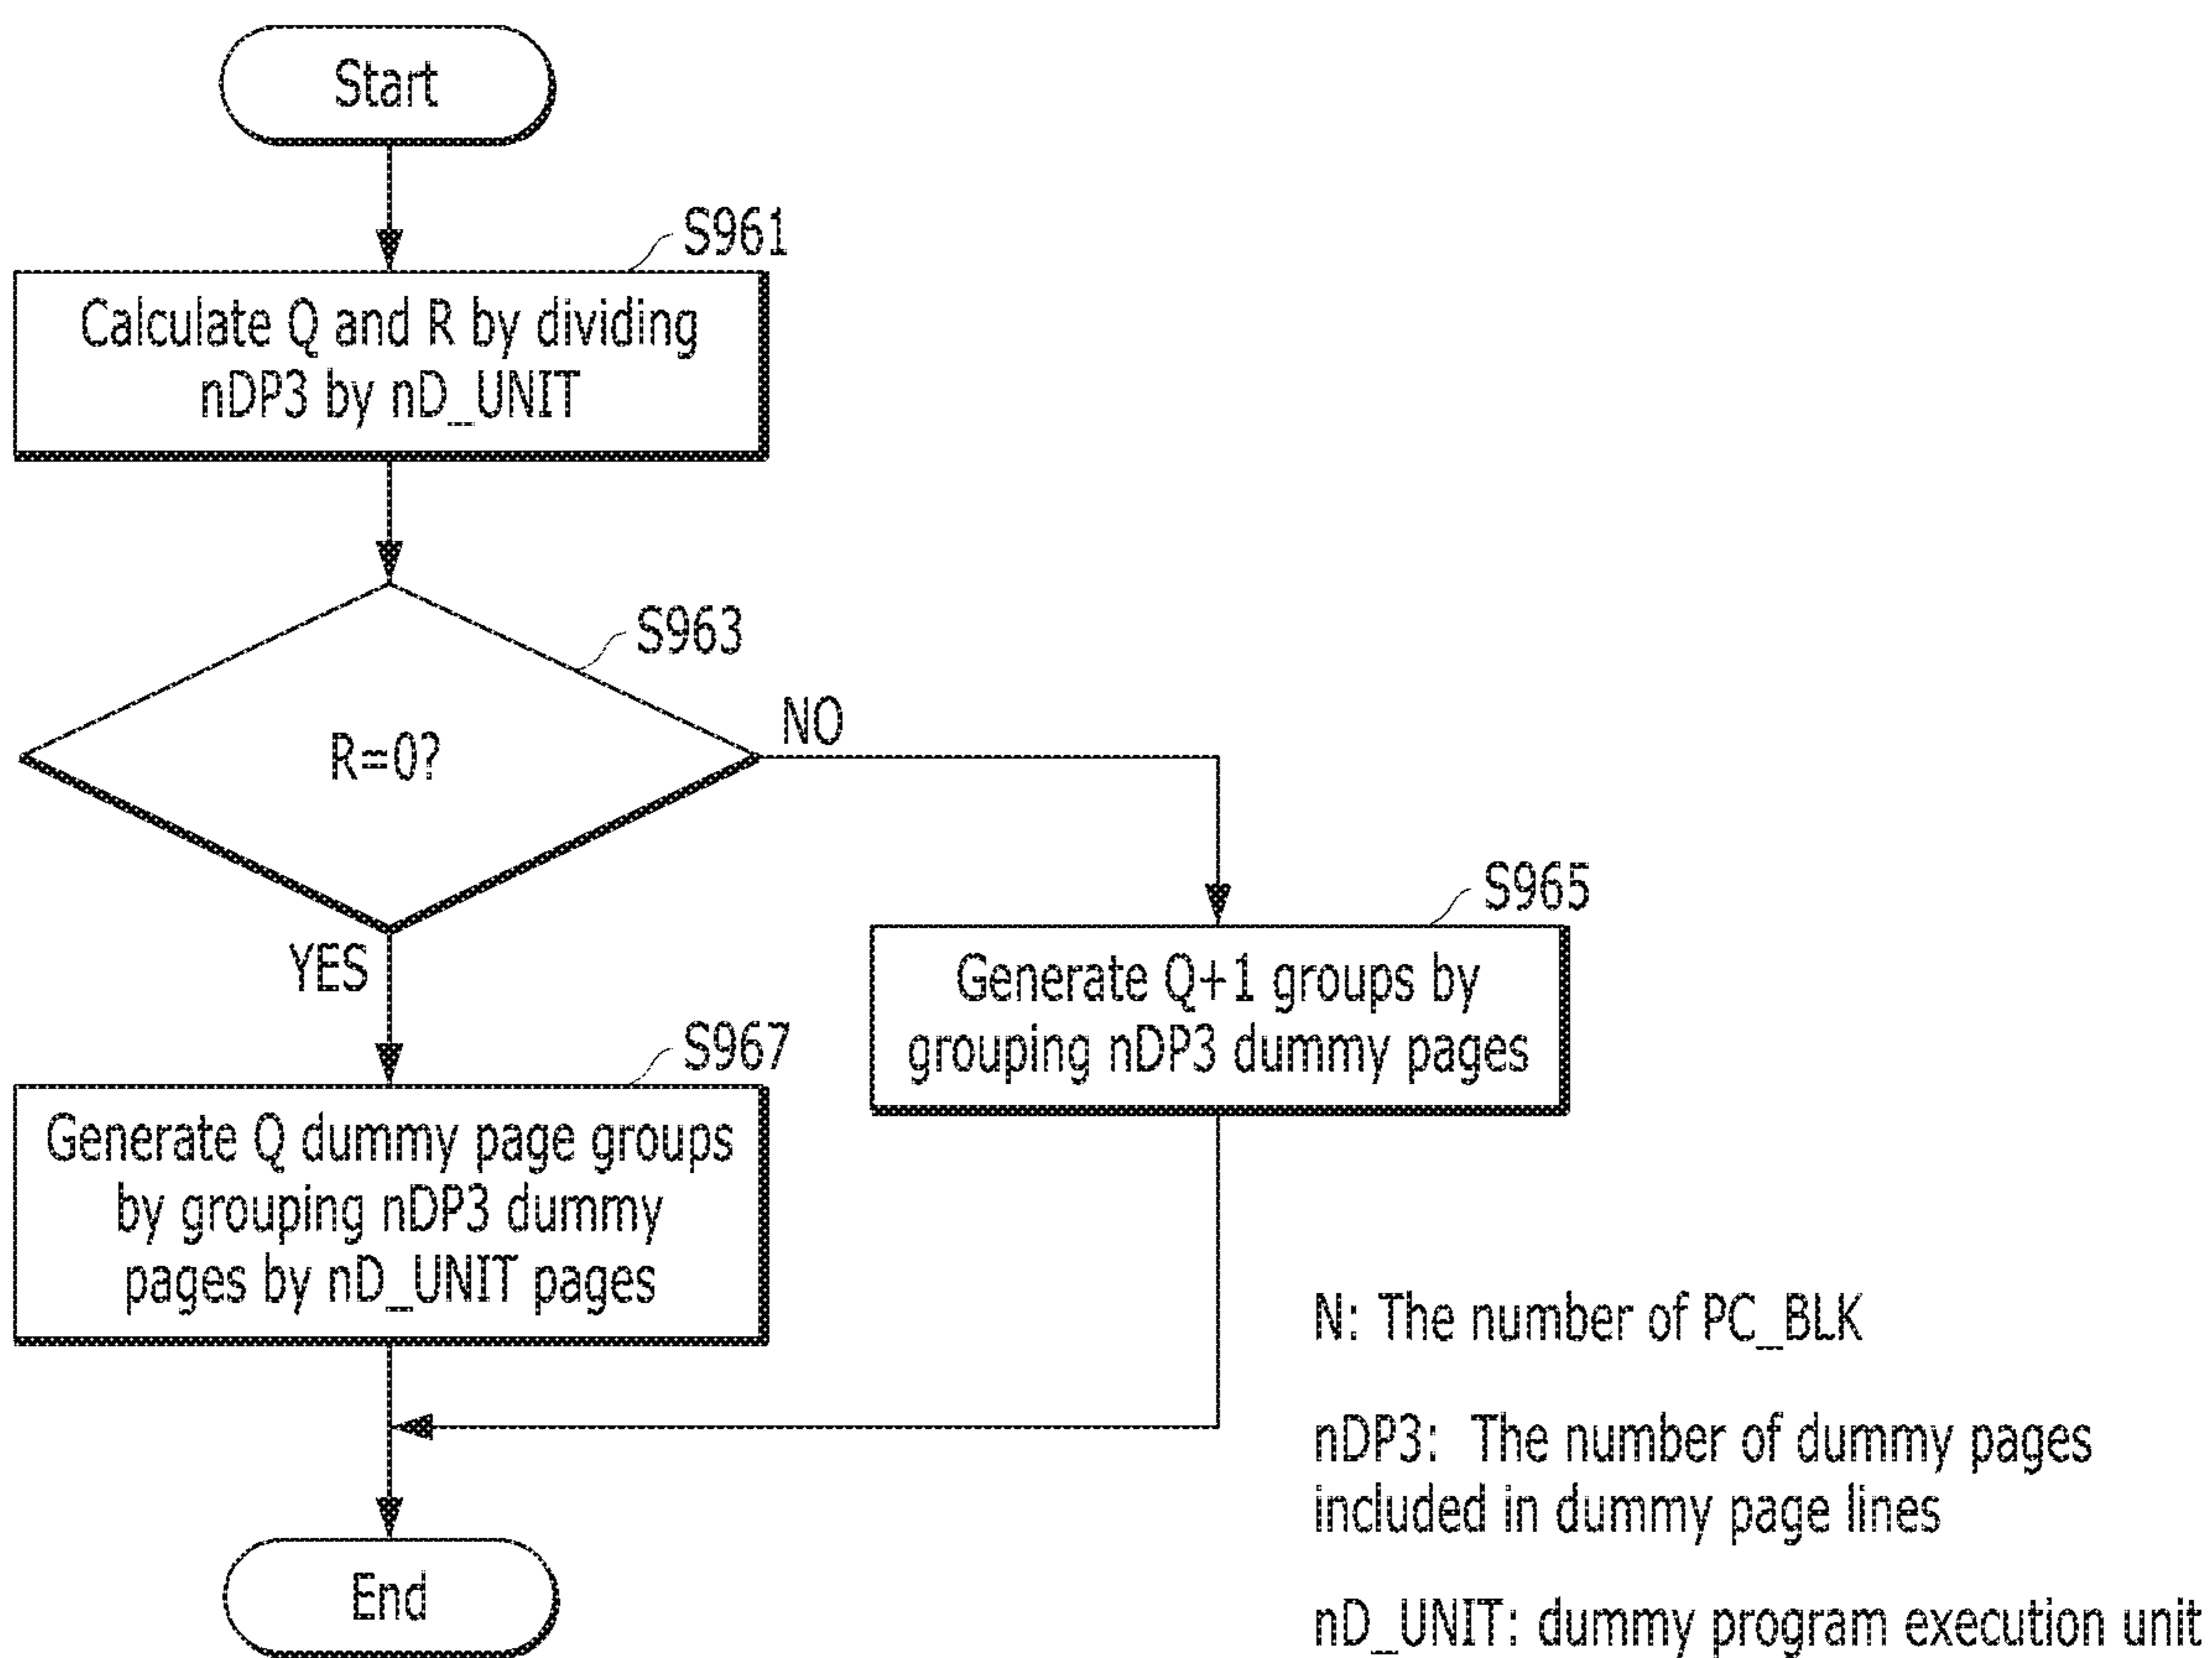 Start
S961
Calculate Q and R by dividing
nDP3 by nD_UNIT
S963
R=0?
NO
YES
S965
Generate Q+1 groups by
grouping nDP3 dummy pages
S967
Generate Q dummy page groups
by grouping nDP3 dummy
pages by nD_UNIT pages
End
N: The number of PC_BLK
nDP3: The number of dummy pages
included in dummy page lines
nD_UNIT: dummy program execution unit